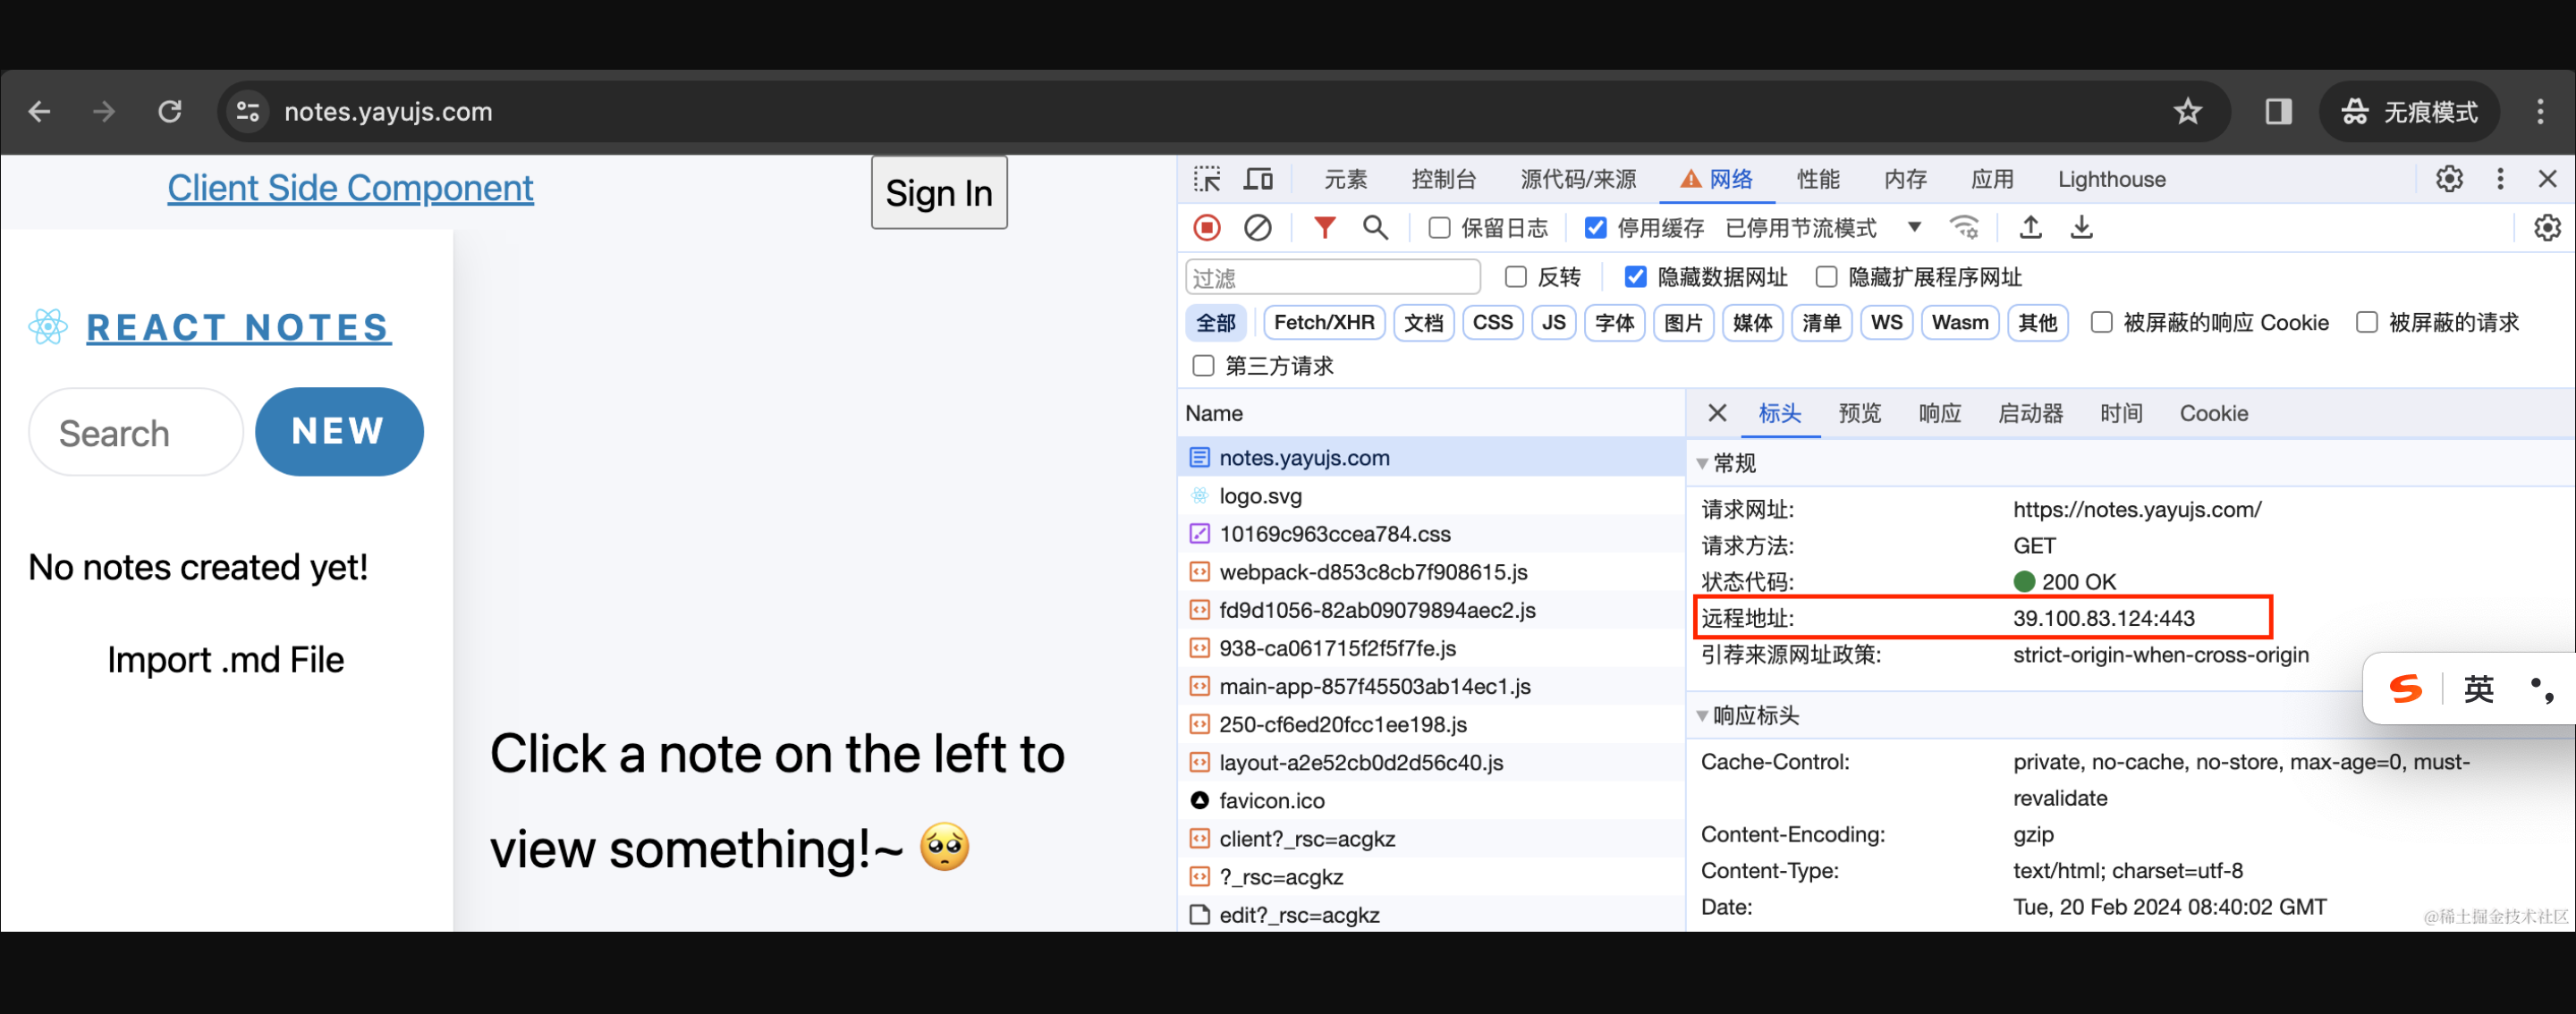 notes.yayujs.com
无痕模式
Client Side Component
Sign In
REACT NOTES
Search
NEW
No notes created yet!
Import .md File
Click a note on the left to
view something!~ 🥺
元素 控制台 源代码/来源 网络 性能 内存 应用 Lighthouse
保留日志 停用缓存 已停用节流模式
过滤 反转 隐藏数据网址 隐藏扩展程序网址
全部 Fetch/XHR 文档 CSS JS 字体 图片 媒体 清单 WS Wasm 其他 被屏蔽的响应 Cookie 被屏蔽的请求
第三方请求
Name
notes.yayujs.com
logo.svg
10169c963ccea784.css
webpack-d853c8cb7f908615.js
fd9d1056-82ab09079894aec2.js
938-ca061715f2f5f7fe.js
main-app-857f45503ab14ec1.js
250-cf6ed20fcc1ee198.js
layout-a2e52cb0d2d56c40.js
favicon.ico
client?_rsc=acgkz
?_rsc=acgkz
edit?_rsc=acgkz
标头 预览 响应 启动器 时间 Cookie
常规
请求网址: https://notes.yayujs.com/
请求方法: GET
状态代码: 200 OK
远程地址: 39.100.83.124:443
引荐来源网址政策: strict-origin-when-cross-origin
响应标头
Cache-Control: private, no-cache, no-store, max-age=0, must-
revalidate
Content-Encoding: gzip
Content-Type: text/html; charset=utf-8
Date: Tue, 20 Feb 2024 08:40:02 GMT
英
@稀土掘金技术社区